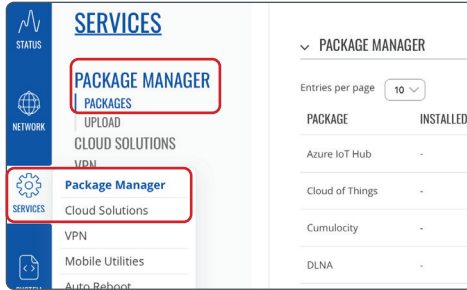 STATUS
NETWORK
SERVICES
SERVICES
PACKAGE MANAGER
PACKAGES
UPLOAD
CLOUD SOLUTIONS
VPN
Package Manager
Cloud Solutions
VPN
Mobile Utilities
Auto Reboot
PACKAGE MANAGER
Entries per page 10
PACKAGE INSTALLED
Azure IoT Hub -
Cloud of Things -
Cumulocity -
DLNA -